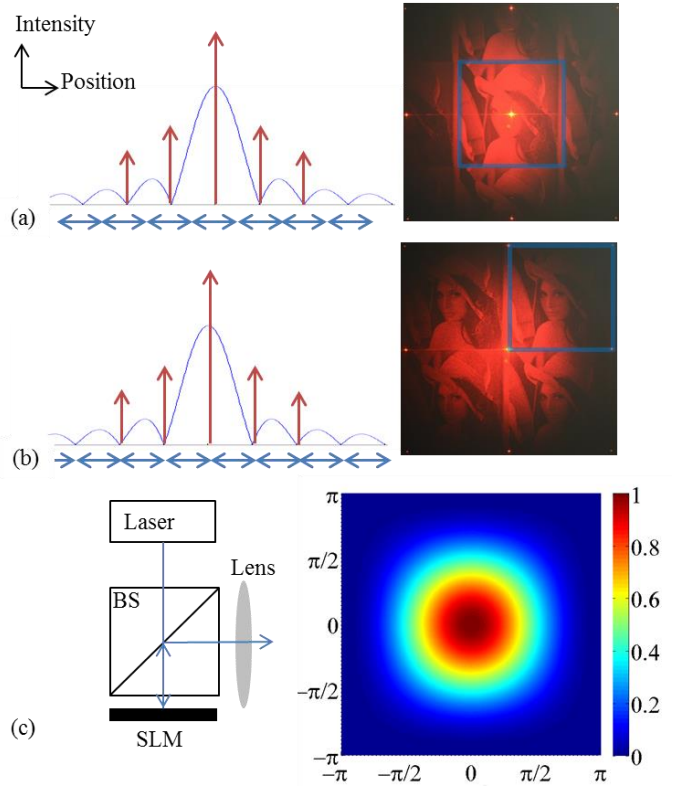 Intensity
Position
(a)
(b)
Laser
BS
Lens
SLM
(c)
π
π/2
0
−π/2
−π
−π
−π/2
0
π/2
π
1
0.8
0.6
0.4
0.2
0